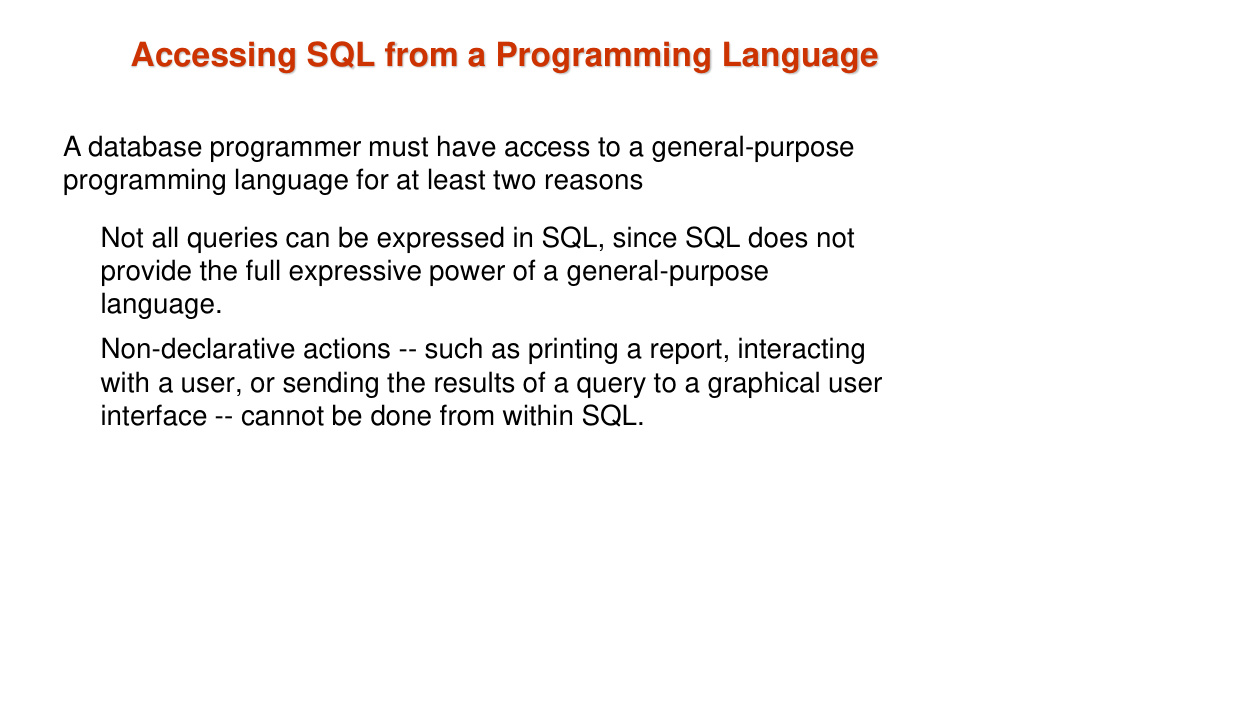 Accessing SQL from a Programming Language
A database programmer must have access to a general-purpose
programming language for at least two reasons
Not all queries can be expressed in SQL, since SQL does not
provide the full expressive power of a general-purpose
language.
Non-declarative actions -- such as printing a report, interacting
with a user, or sending the results of a query to a graphical user
interface -- cannot be done from within SQL.